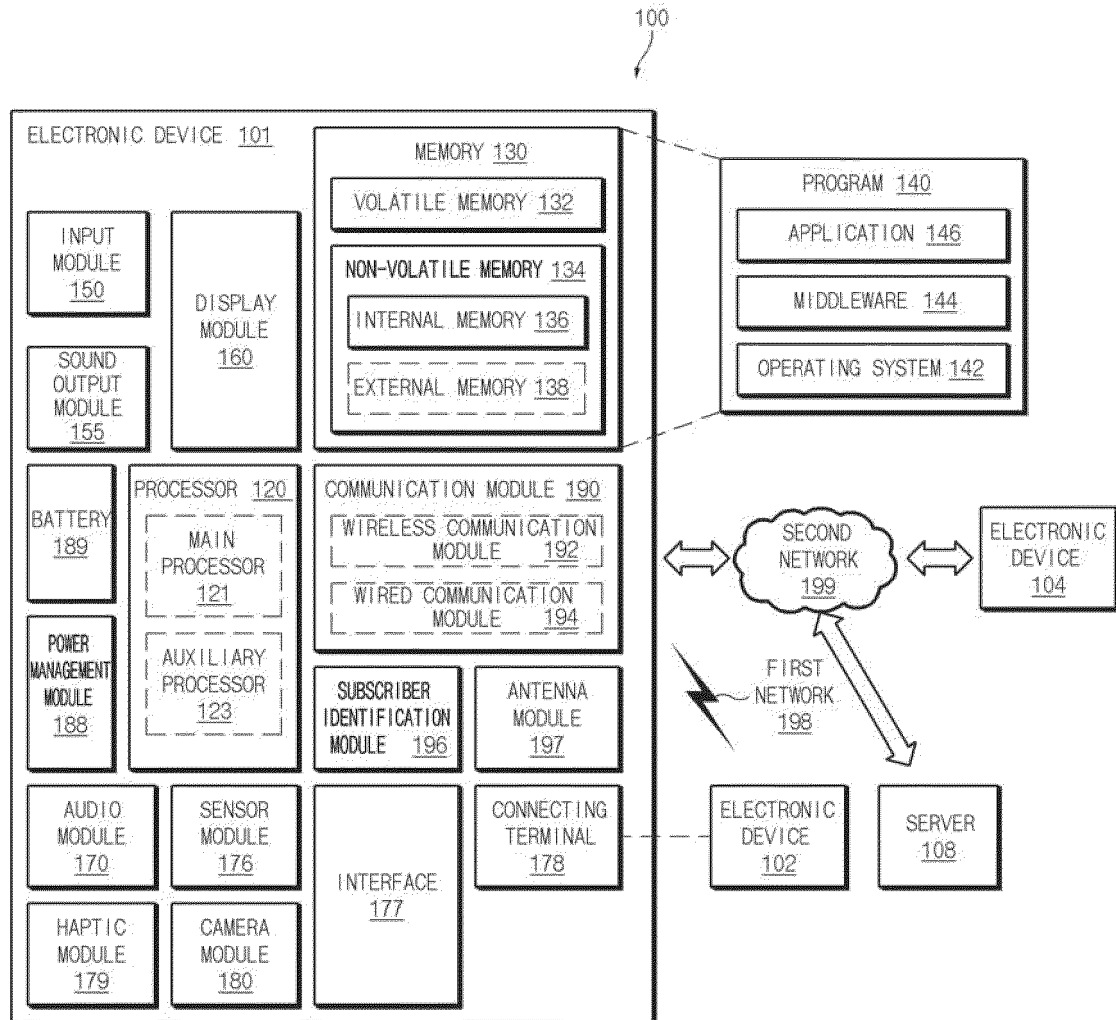 100
ELECTRONIC DEVICE 101
INPUT
MODULE
150
SOUND
OUTPUT
MODULE
155
DISPLAY
MODULE
160
MEMORY 130
VOLATILE MEMORY 132
NON-VOLATILE MEMORY 134
INTERNAL MEMORY 136
EXTERNAL MEMORY 138
PROGRAM 140
APPLICATION 146
MIDDLEWARE 144
OPERATING SYSTEM 142
BATTERY
189
POWER
MANAGEMENT
MODULE
188
PROCESSOR 120
MAIN
PROCESSOR
121
AUXILIARY
PROCESSOR
123
COMMUNICATION MODULE 190
WIRELESS COMMUNICATION
MODULE 192
WIRED COMMUNICATION
MODULE 194
SUBSCRIBER
IDENTIFICATION
MODULE 196
ANTENNA
MODULE
197
SECOND
NETWORK
199
ELECTRONIC
DEVICE
104
FIRST
NETWORK
198
AUDIO
MODULE
170
SENSOR
MODULE
176
INTERFACE
177
CONNECTING
TERMINAL
178
ELECTRONIC
DEVICE
102
SERVER
108
HAPTIC
MODULE
179
CAMERA
MODULE
180